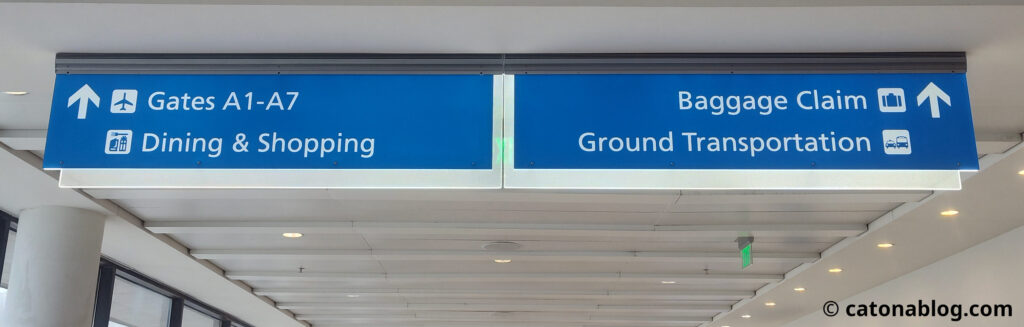 Gates A1-A7
Dining & Shopping
Baggage Claim
Ground Transportation
© catonablog.com